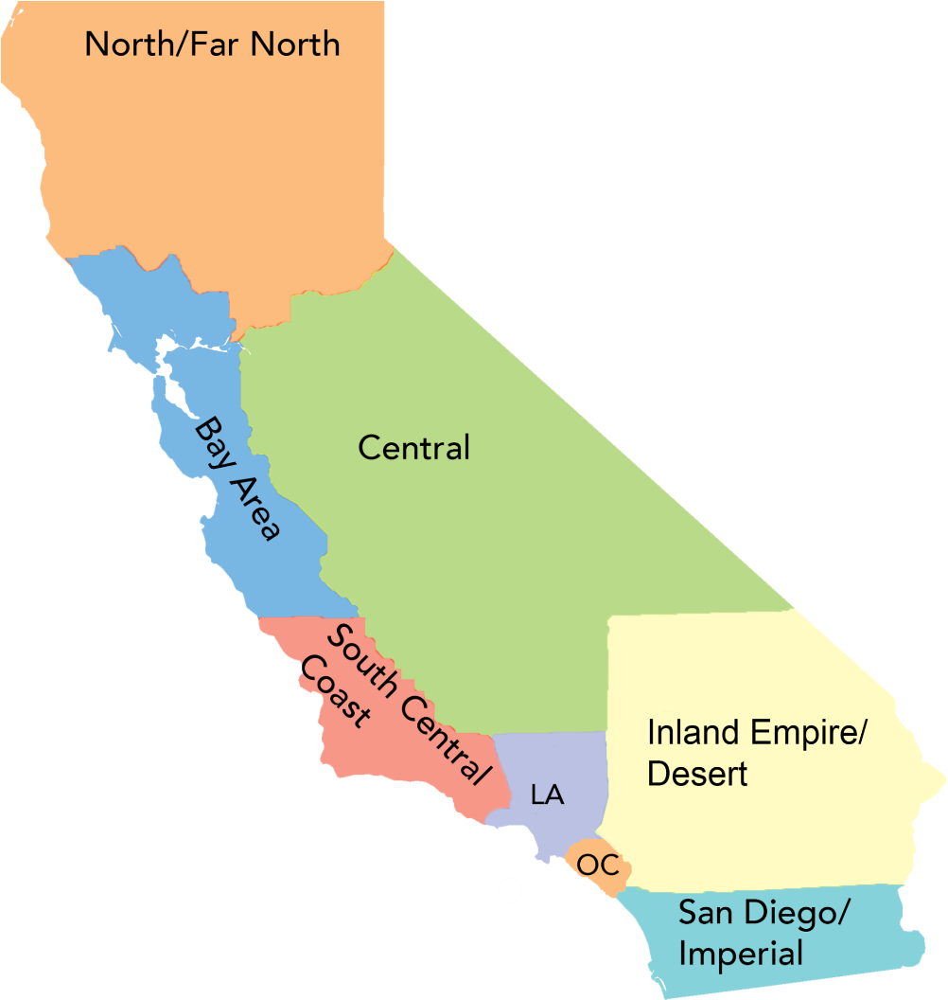 North/Far North
Central
Bay Area
South Central
Coast
Inland Empire/
Desert
LA
OC
San Diego/
Imperial